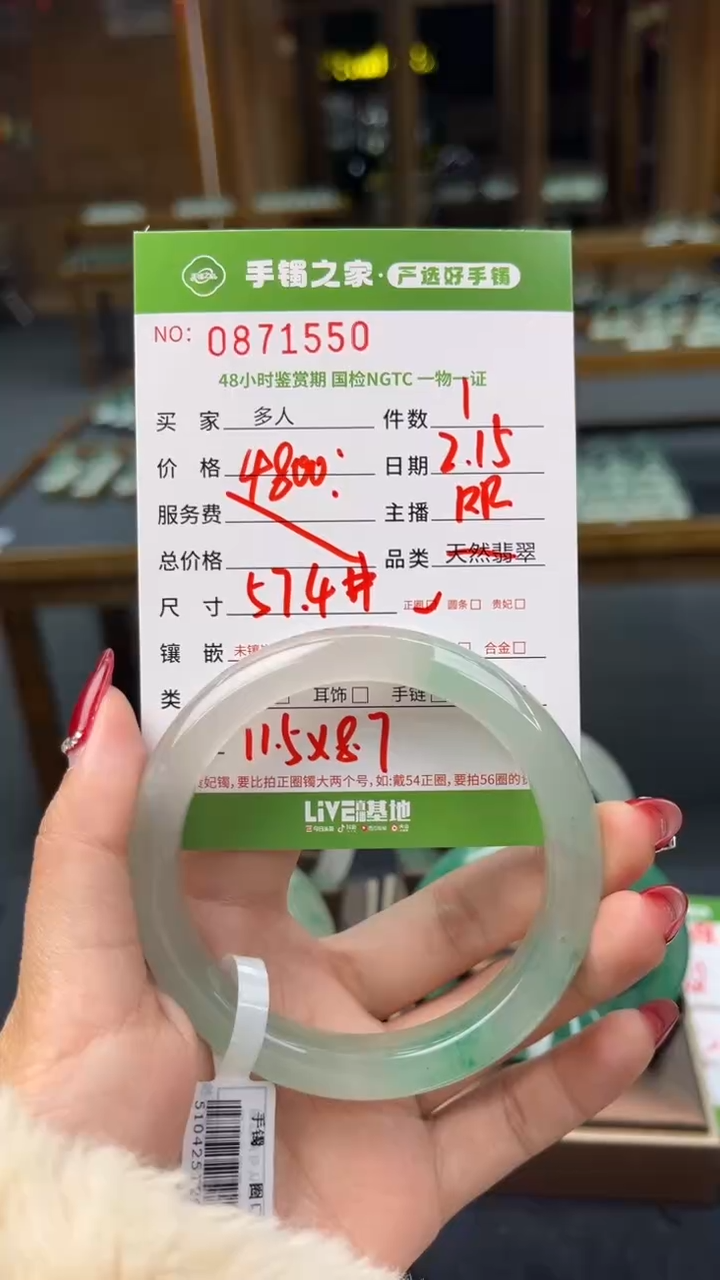 手镯之家·严选好手镯
NO: 0871550
48小时鉴赏期 国检NGTC 一物一证
买 家 多人 件数 1
价 格 4800: 日期 2.15
服务费 主播 RR
总价格 品类 天然翡翠
尺 寸 57.4# 正圈 圆条□ 贵妃□
镶 嵌 未镶 □ 合金□
类 □ 耳饰□ 手链□
11.5X8.7
妃镯,要比拍正圈镯大两个号,如:戴54正圈,要拍56圈的
LiVE 基地
手镯
圈